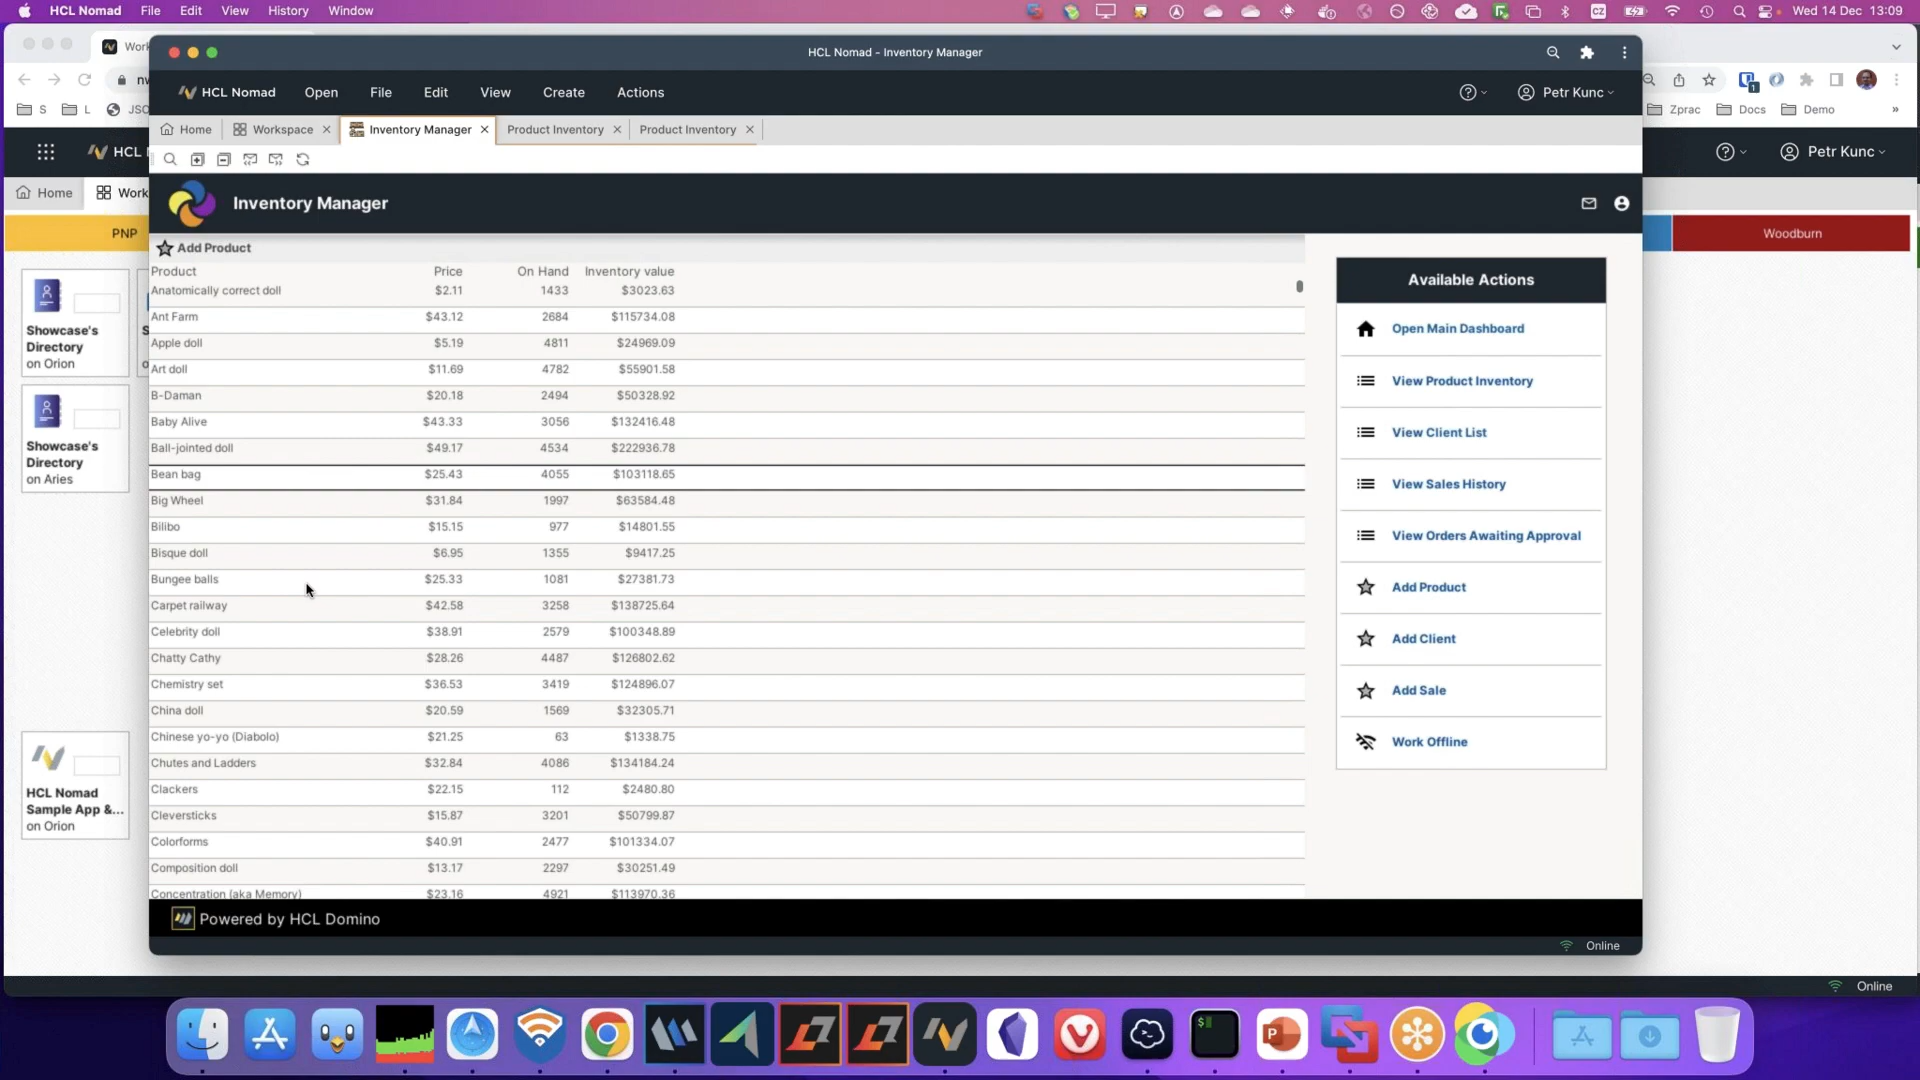 HCL Nomad File Edit View History Window
CZ Wed 14 Dec 13:09
HCL Nomad - Inventory Manager
S L
Zprac Docs Demo »
HCL Nomad Open File Edit View Create Actions Petr Kunc
Home Workspace Inventory Manager Product Inventory Product Inventory
HCL Petr Kunc
Home
Inventory Manager
PNP Woodburn
Add Product
Product Price On Hand Inventory value
Anatomically correct doll $2.11 1433 $3023.63
Ant Farm $43.12 2684 $115734.08
Apple doll $5.19 4811 $24969.09
Art doll $11.69 4782 $55901.58
B-Daman $20.18 2494 $50328.92
Baby Alive $43.33 3056 $132416.48
Ball-jointed doll $49.17 4534 $222936.78
Bean bag $25.43 4055 $103118.65
Big Wheel $31.84 1997 $63584.48
Bilibo $15.15 977 $14801.55
Bisque doll $6.95 1355 $9417.25
Bungee balls $25.33 1081 $27381.73
Carpet railway $42.58 3258 $138725.64
Celebrity doll $38.91 2579 $100348.89
Chatty Cathy $28.26 4487 $126802.62
Chemistry set $36.53 3419 $124896.07
China doll $20.59 1569 $32305.71
Chinese yo-yo (Diabolo) $21.25 63 $1338.75
Chutes and Ladders $32.84 4086 $134184.24
Clackers $22.15 112 $2480.80
Cleversticks $15.87 3201 $50799.87
Colorforms $40.91 2477 $101334.07
Composition doll $13.17 2297 $30251.49
Concentration (aka Memory) $23.16 4921 $113970.36
Available Actions
Open Main Dashboard
View Product Inventory
View Client List
View Sales History
View Orders Awaiting Approval
Add Product
Add Client
Add Sale
Work Offline
Showcase's
Directory
on Orion
Showcase's
Directory
on Aries
HCL Nomad
Sample App &...
on Orion
Powered by HCL Domino
Online
Online